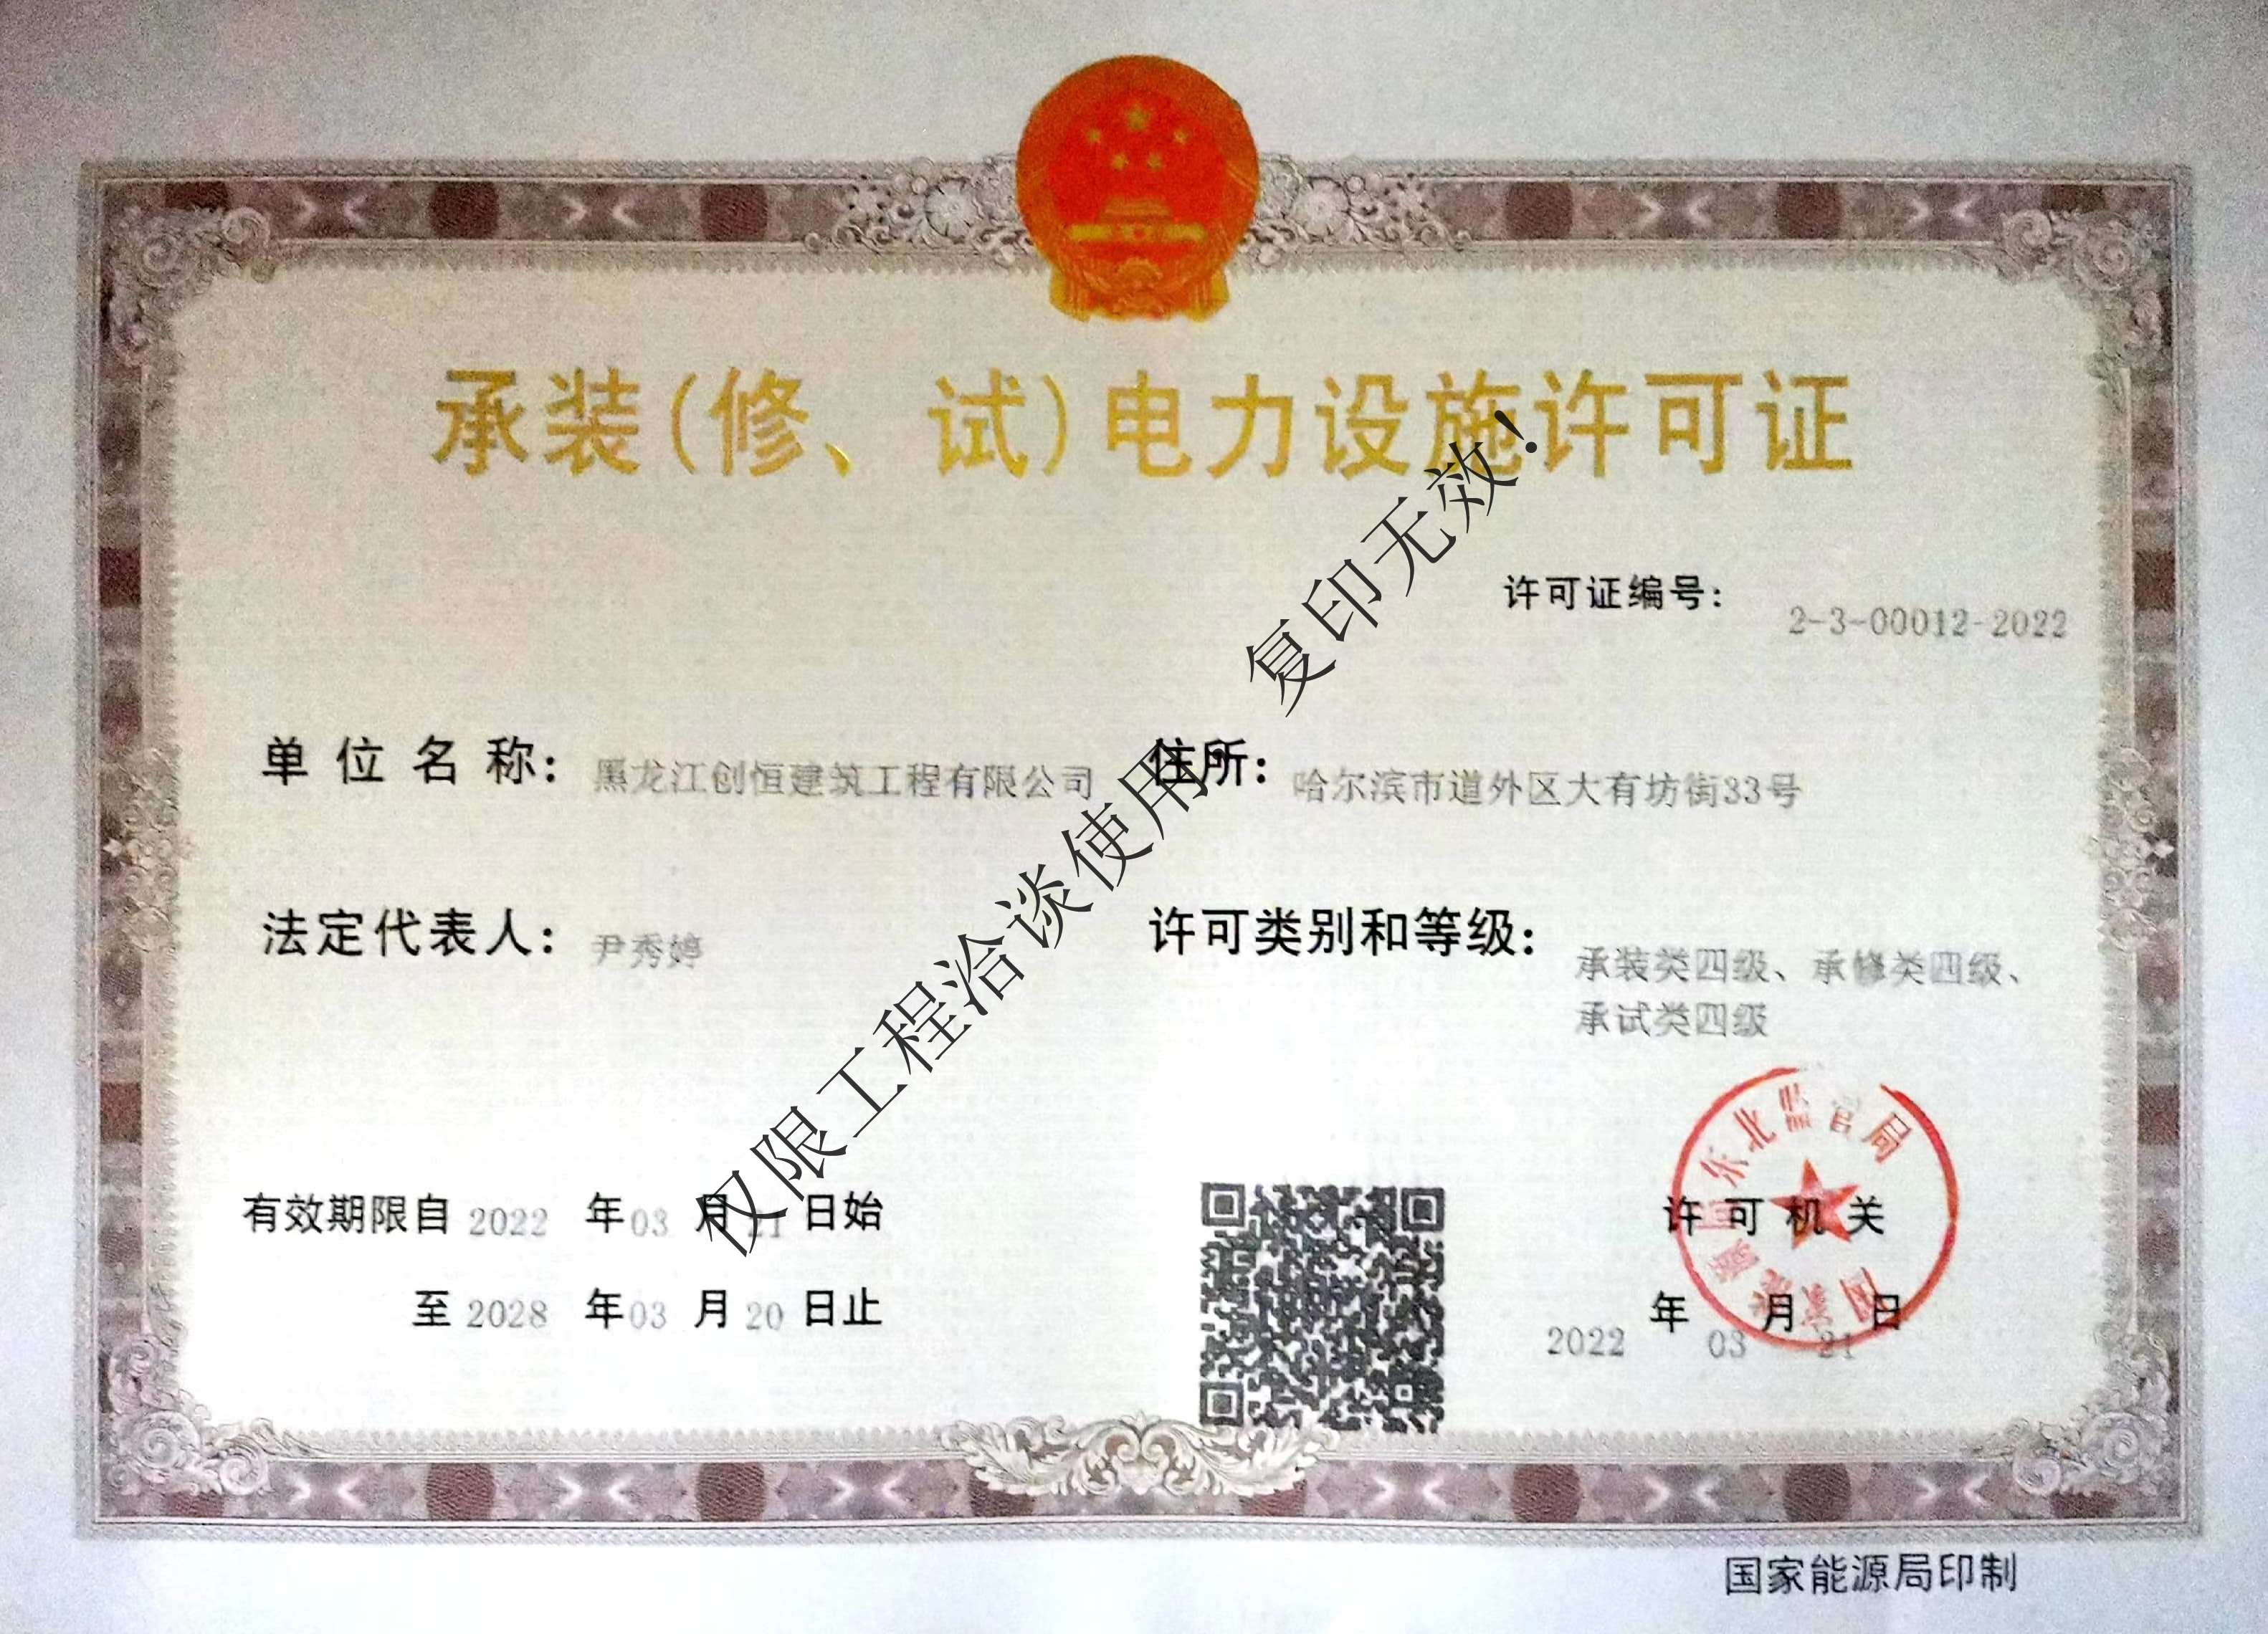 承装(修、试)电力设施许可证
许可证编号: 2-3-00012-2022
单位名称: 黑龙江创恒建筑工程有限公司
住所: 哈尔滨市道外区大有坊街33号
法定代表人: 尹秀婷
许可类别和等级: 承装类四级、承修类四级、
承试类四级
有效期限自 2022 年 03 月 21 日始
至 2028 年 03 月 20 日止
许可机关
2022 年 03 月 21 日
国家能源局东北监管局
仅限工程洽谈使用，复印无效!
国家能源局印制